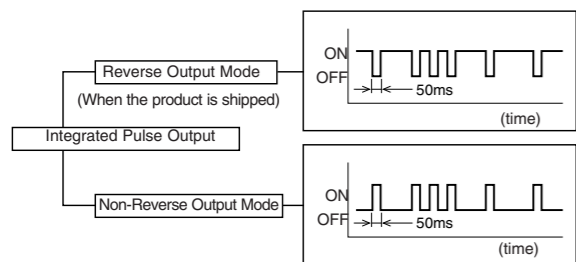 Reverse Output Mode
(When the product is shipped)
ON
OFF
50ms
(time)
Integrated Pulse Output
Non-Reverse Output Mode
ON
OFF
50ms
(time)